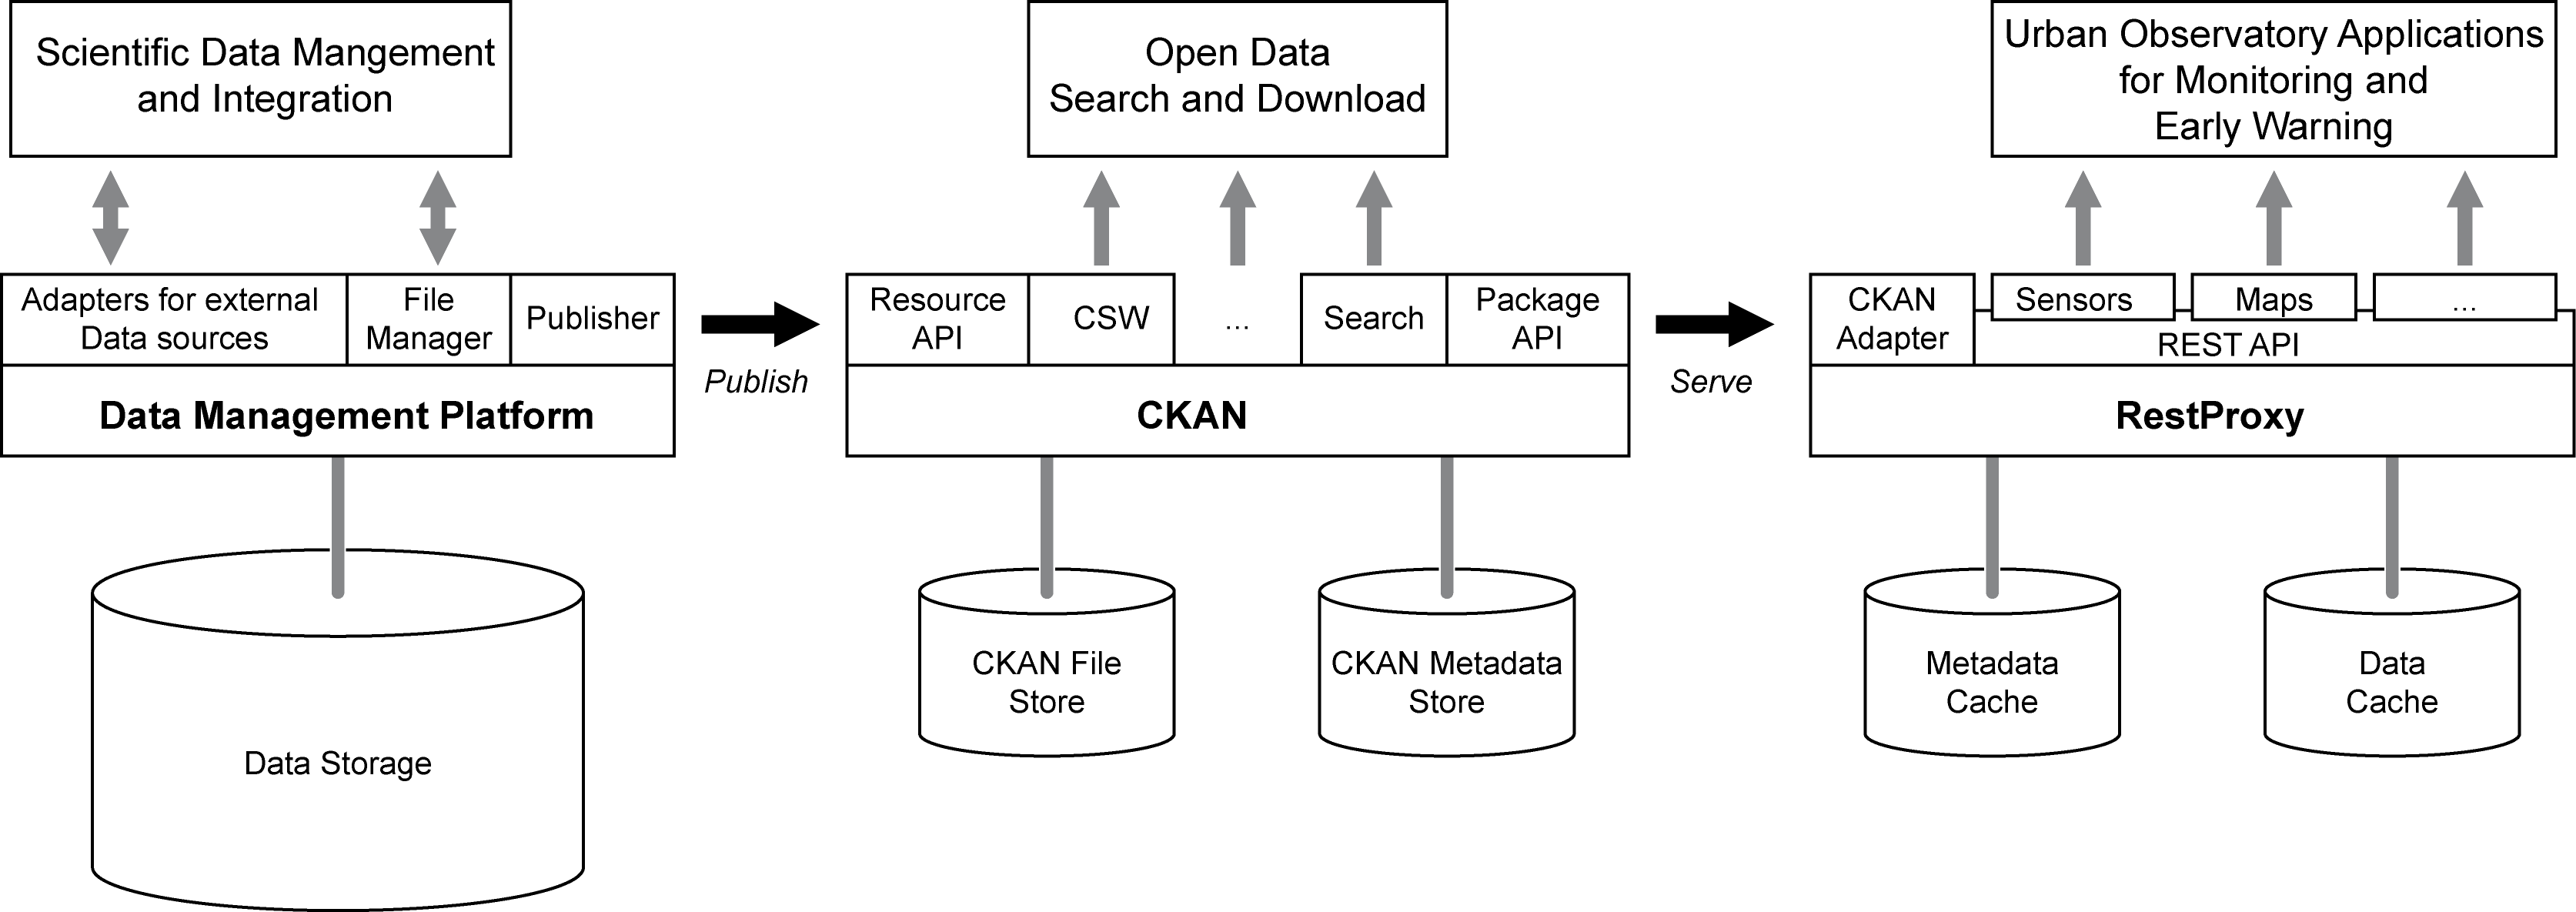 Scientific Data Mangement
and Integration
Open Data
Search and Download
Urban Observatory Applications
for Monitoring and
Early Warning
Adapters for external
Data sources
File
Manager
Publisher
Data Management Platform
Publish
Resource
API
CSW
...
Search
Package
API
CKAN
Serve
CKAN
Adapter
Sensors
Maps
...
REST API
RestProxy
Data Storage
CKAN File
Store
CKAN Metadata
Store
Metadata
Cache
Data
Cache